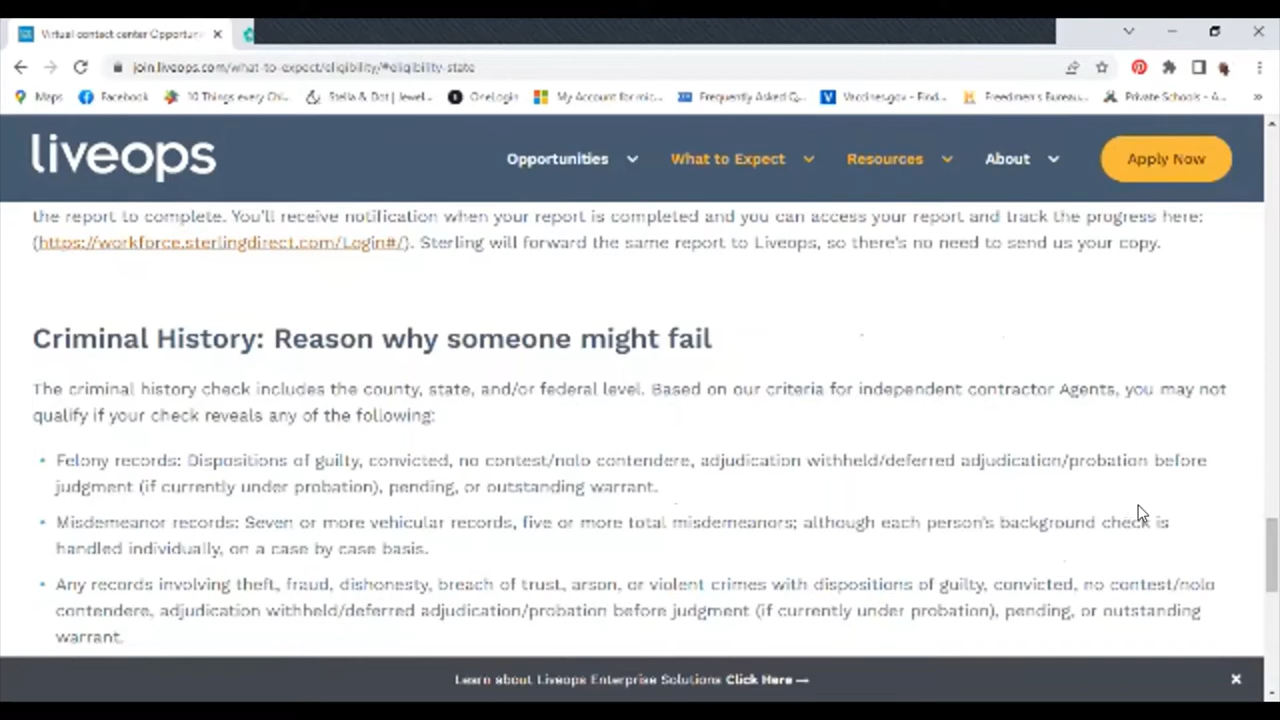 Virtual contact center Opportun
join.liveops.com/what-to-expect/eligibility/#eligibility-state
Maps Facebook 10 Things every Chi... Stella & Dot | Jewel... OneLogin My Account for mic... Frequently Asked Q... Vaccines.gov - Find... Freedmen's Bureau... Private Schools - A... »
liveops Opportunities What to Expect Resources About Apply Now
the report to complete. You'll receive notification when your report is completed and you can access your report and track the progress here:
(https://workforce.sterlingdirect.com/Login#/). Sterling will forward the same report to Liveops, so there's no need to send us your copy.
Criminal History: Reason why someone might fail
The criminal history check includes the county, state, and/or federal level. Based on our criteria for independent contractor Agents, you may not
qualify if your check reveals any of the following:
• Felony records: Dispositions of guilty, convicted, no contest/nolo contendere, adjudication withheld/deferred adjudication/probation before
judgment (if currently under probation), pending, or outstanding warrant.
• Misdemeanor records: Seven or more vehicular records, five or more total misdemeanors; although each person's background check is
handled individually, on a case by case basis.
• Any records involving theft, fraud, dishonesty, breach of trust, arson, or violent crimes with dispositions of guilty, convicted, no contest/nolo
contendere, adjudication withheld/deferred adjudication/probation before judgment (if currently under probation), pending, or outstanding
warrant.
Learn about Liveops Enterprise Solutions Click Here →